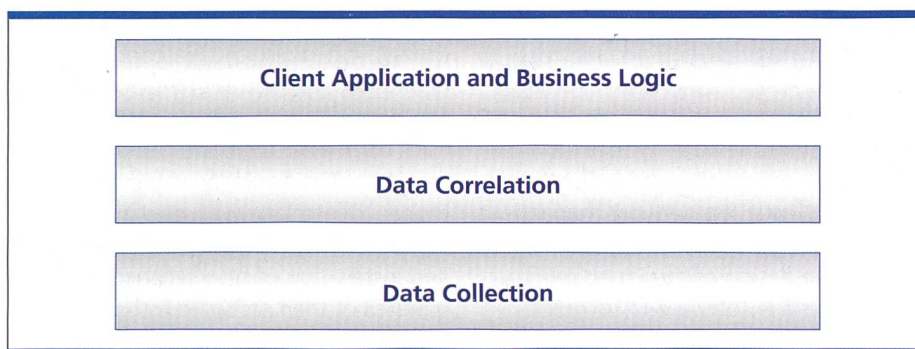 Client Application and Business Logic
Data Correlation
Data Collection